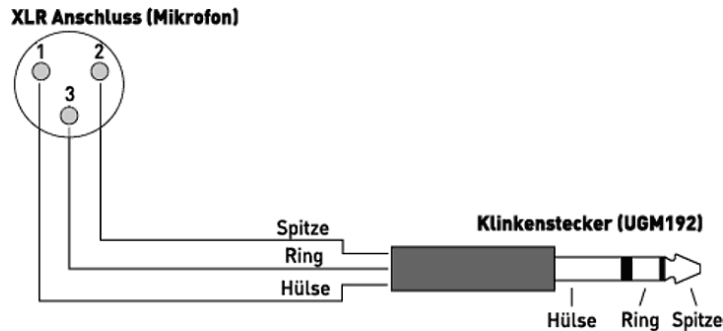 XLR Anschluss (Mikrofon)
1 2
3
Spitze
Klinkenstecker (UGM192)
Ring
Hülse
Hülse Ring Spitze